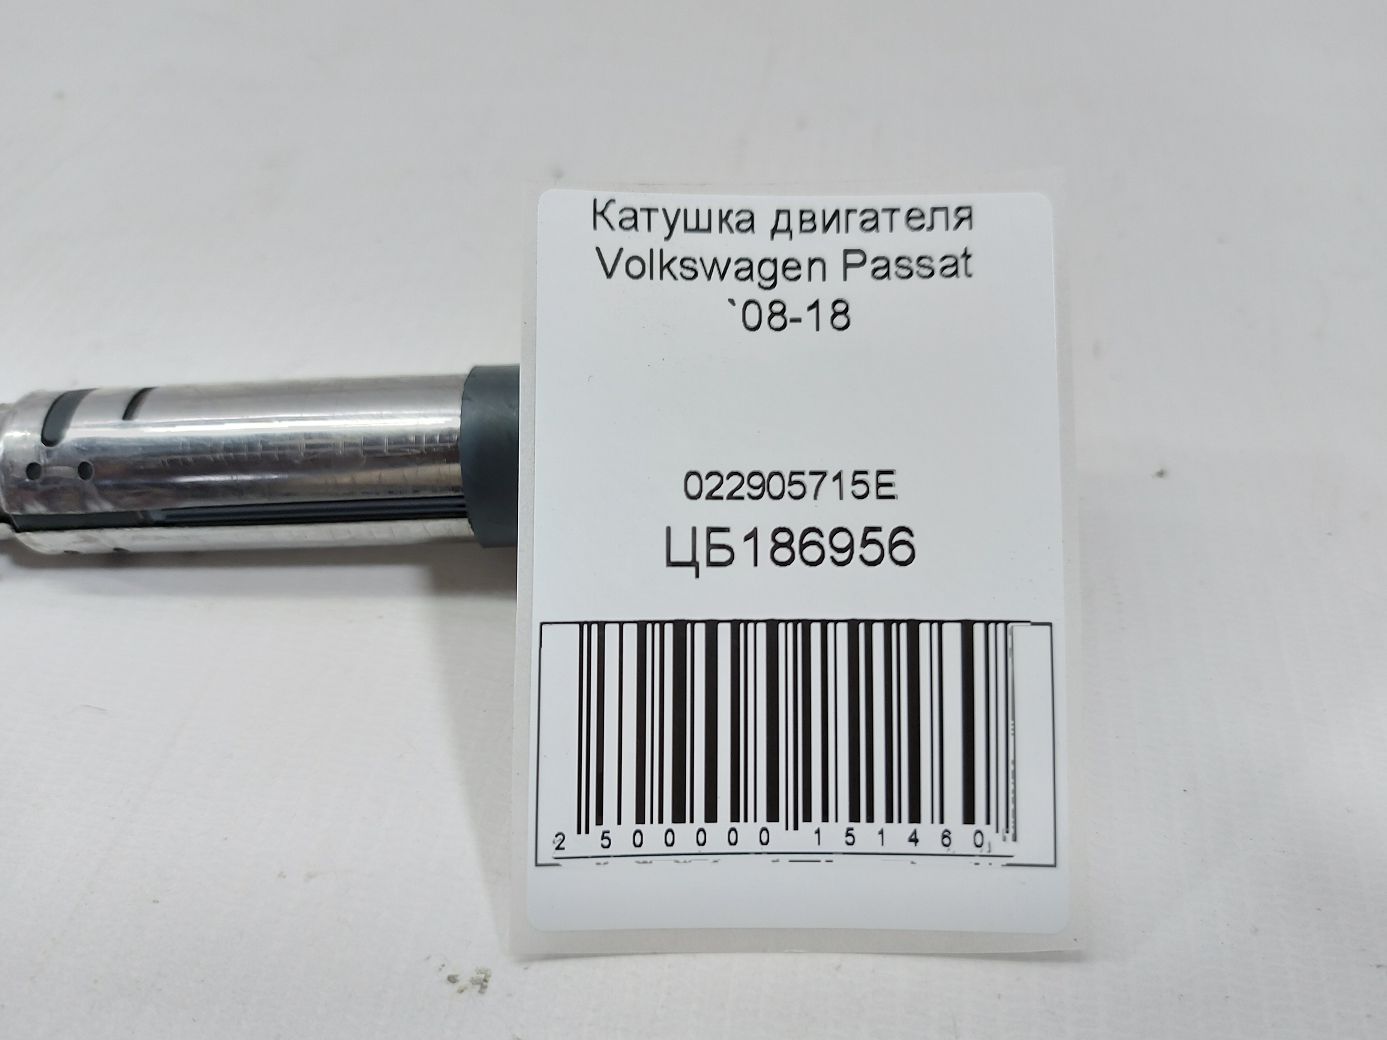 Катушка двигателя
Volkswagen Passat
`08-18
022905715E
ЦБ186956
2 500000 151460